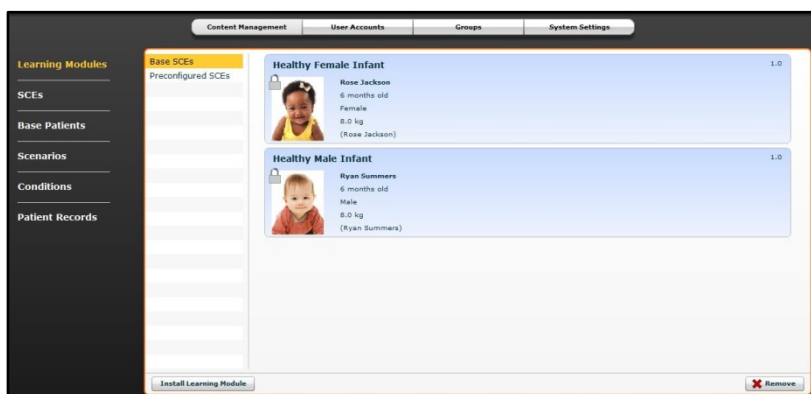 Content Management
User Accounts
Groups
System Settings
Learning Modules
SCEs
Base Patients
Scenarios
Conditions
Patient Records
Base SCEs
Preconfigured SCEs
Healthy Female Infant
1.0
Rose Jackson
6 months old
Female
8.0 kg
(Rose Jackson)
Healthy Male Infant
1.0
Ryan Summers
6 months old
Male
8.0 kg
(Ryan Summers)
Install Learning Module
Remove